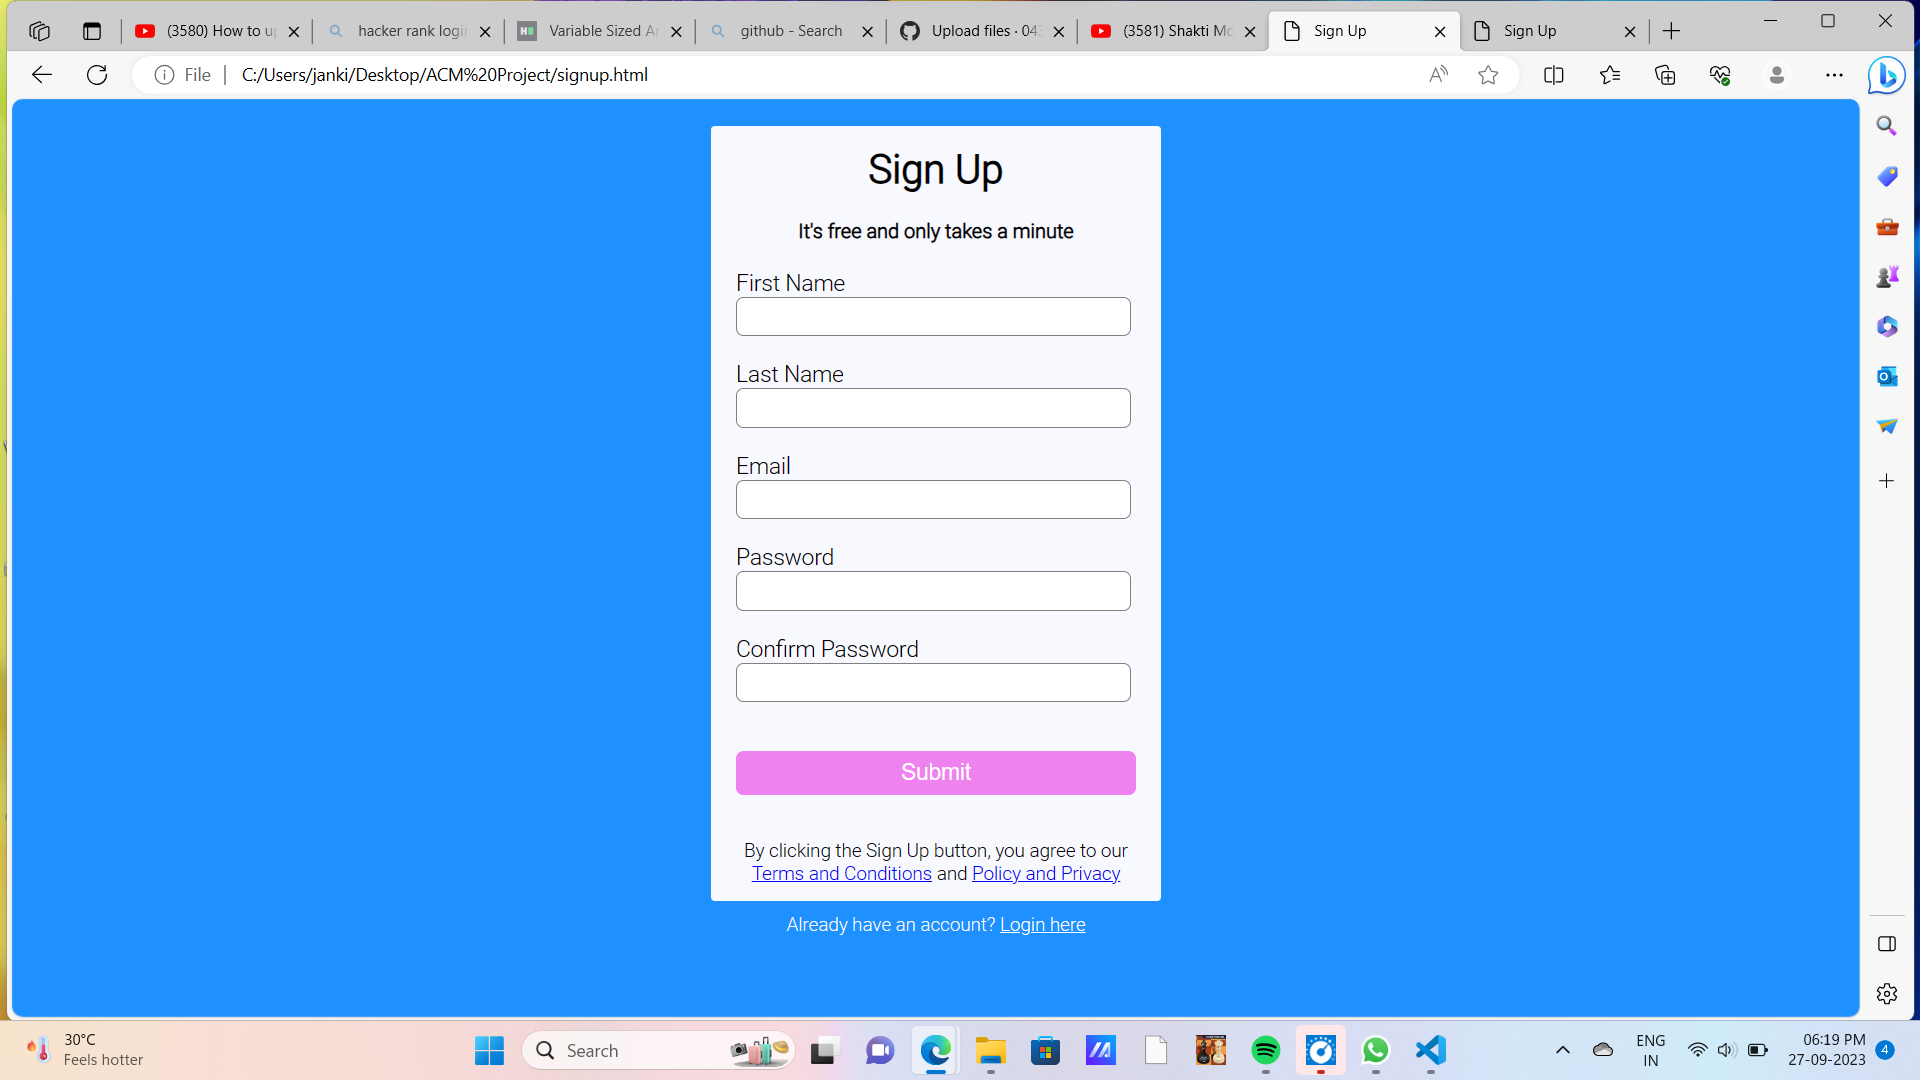 (3580) How to u
hacker rank logi
Variable Sized A
github - Search
Upload files · 04
(3581) Shakti Mo
Sign Up
Sign Up
File
C:/Users/janki/Desktop/ACM%20Project/signup.html
Sign Up
It's free and only takes a minute
First Name
Last Name
Email
Password
Confirm Password
Submit
By clicking the Sign Up button, you agree to our
Terms and Conditions and Policy and Privacy
Already have an account? Login here
30°C
Feels hotter
Search
ENG
IN
06:19 PM
27-09-2023
4